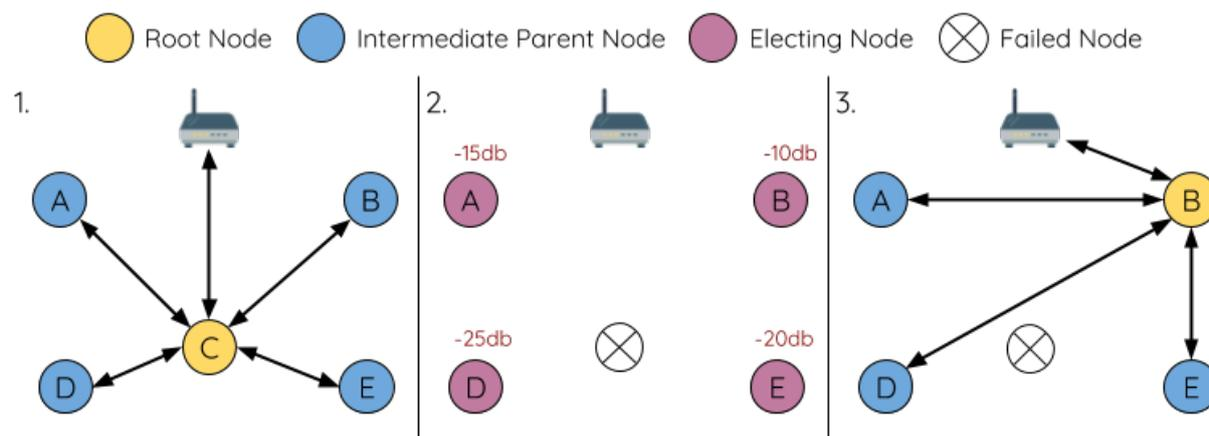 Root Node Intermediate Parent Node Electing Node Failed Node
1.
A
B
C
D
E
2.
-15db
-10db
A
B
-25db
-20db
D
E
3.
A
B
D
E